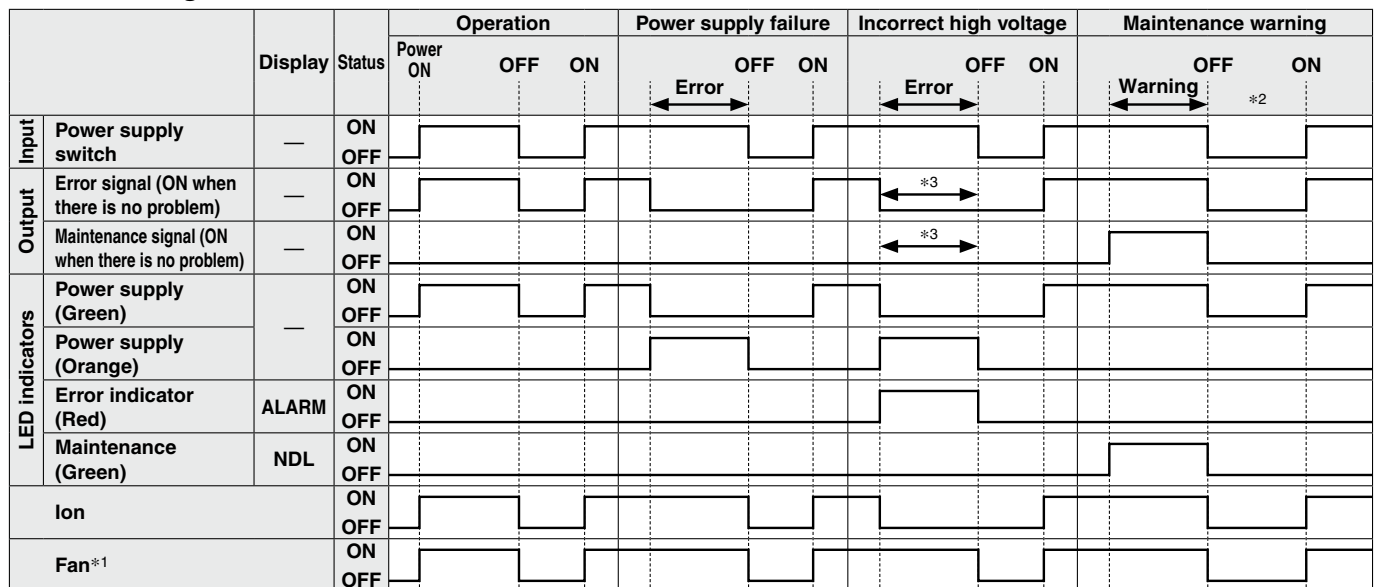 Operation Power supply failure Incorrect high voltage Maintenance warning
Display Status Power ON OFF ON Error OFF ON Error OFF ON Warning OFF *2 ON
Input
Power supply
switch
—
ON
OFF
Output
Error signal (ON when
there is no problem)
—
ON
OFF
*3
Maintenance signal (ON
when there is no problem)
—
ON
OFF
*3
LED indicators
Power supply
(Green)
—
ON
OFF
Power supply
(Orange)
ON
OFF
Error indicator
(Red)
ALARM
ON
OFF
Maintenance
(Green)
NDL
ON
OFF
Ion
ON
OFF
Fan*1
ON
OFF